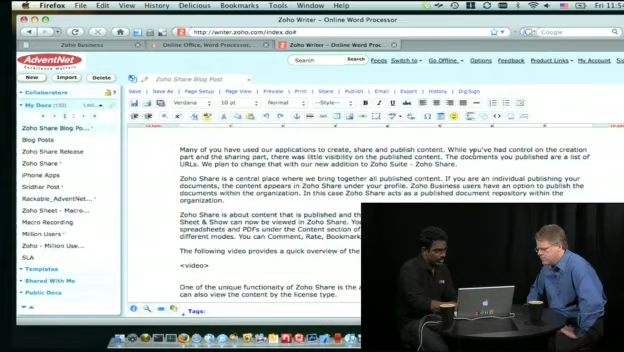 Firefox File Edit View History Delicious Bookmarks Tools Window Help Fri 11:54
Zoho Writer - Online Word Processor
http://writer.zoho.com/index.do#
Google
Zoho Business
Online Office, Word Processor...
Zoho Writer - Online Word Proc...
AdventNet
Search
Search
Feedback
Switch to
Go Offline
Options
Product Links
My Account
New
Import
Delete
Zoho Share Blog Post
Collaborators
Save
Save As
Page Setup
Page View
Preview
Print
Share
Publish
Email
Export
History
Digi-Sign
My Docs (133)
Verdana
10 pt
Normal
--Style--
B I U
Zoho Share Blog Po...
Blog Posts
Zoho Share Release
Zoho Share
iPhone Apps
Sridhar Post
Rackable_AdventNet...
Zoho Sheet - Macro...
Macro Recording
Million Users
Zoho - Million Use...
SLA
Templates
Shared With Me
Public Docs
Many of you have used our applications to create, share and publish content. While you've had control on the creation
part and the sharing part, there was little visibility on the published content. The documents you published are a list of
URLs. We plan to change that with our new addition to Zoho Suite - Zoho Share.
Zoho Share is a central place where we bring together all published content. If you are an individual publishing your
documents, the content appears in Zoho Share under your profile. Zoho Business users have an option to publish the
documents within the organization. In this case Zoho Share acts as a published document repository within the
organization.
Zoho Share is about content that is published and th
Sheet & Show can now be viewed in Zoho Share. Yo
spreadsheets and PDFs under the Content section of
different modes. You can Comment, Rate, Bookmark
The following video provides a quick overview of the
<video>
One of the unique functionality of Zoho Share is the a
can also view the content by the license type.
Tags: